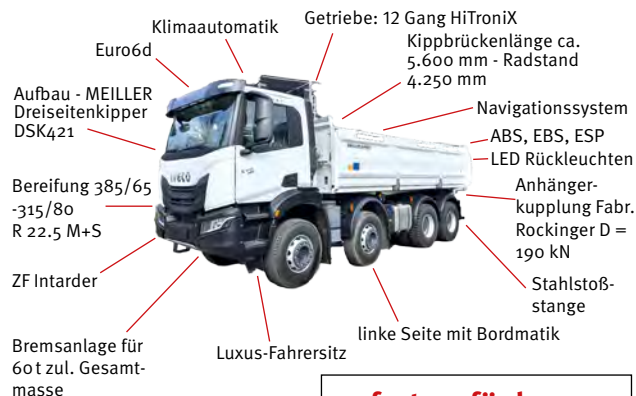 Klimaautomatik
Getriebe: 12 Gang HiTroniX
Euro6d
Kippbrückenlänge ca.
5.600 mm - Radstand
4.250 mm
Aufbau - MEILLER
Dreiseitenkipper
DSK421
Navigationssystem
ABS, EBS, ESP
LED Rückleuchten
Bereifung 385/65
-315/80
R 22.5 M+S
Anhänger-
kupplung Fabr.
Rockinger D =
190 kN
IVECO
ZF Intarder
Stahlstoß-
stange
linke Seite mit Bordmatik
Luxus-Fahrersitz
Bremsanlage für
60 t zul. Gesamt-
masse